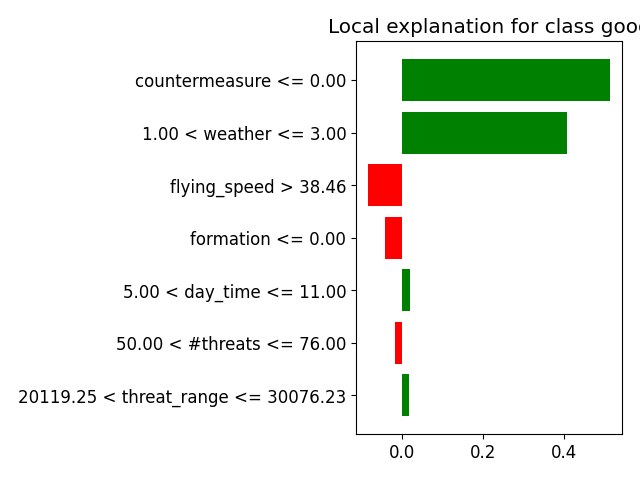 Local explanation for class goo
countermeasure <= 0.00
1.00 < weather <= 3.00
flying_speed > 38.46
formation <= 0.00
5.00 < day_time <= 11.00
50.00 < #threats <= 76.00
20119.25 < threat_range <= 30076.23
0.0 0.2 0.4